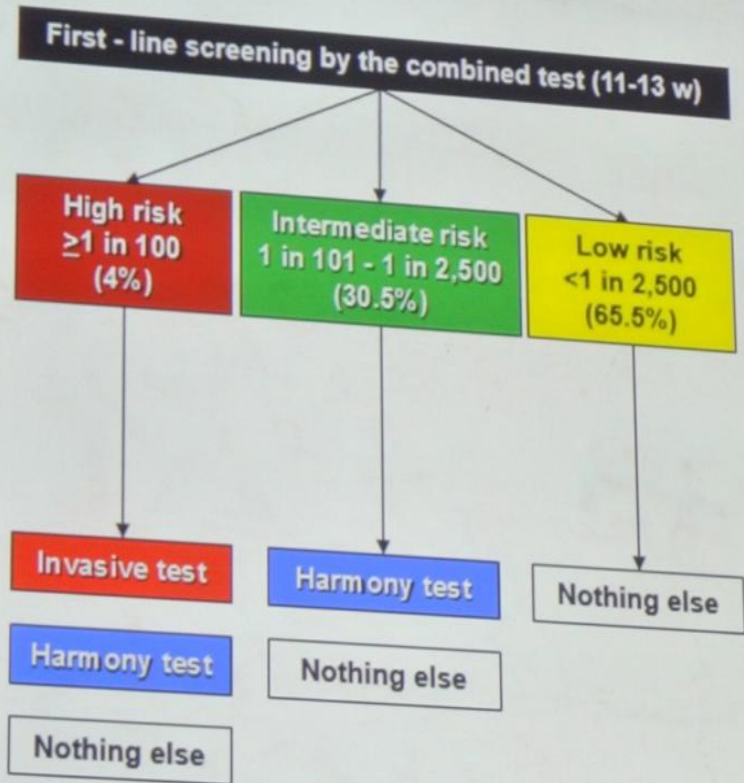 First - line screening by the combined test (11-13 w)
High risk
≥1 in 100
(4%)
Intermediate risk
1 in 101 - 1 in 2,500
(30.5%)
Low risk
<1 in 2,500
(65.5%)
Invasive test
Harmony test
Nothing else
Harmony test
Nothing else
Nothing else